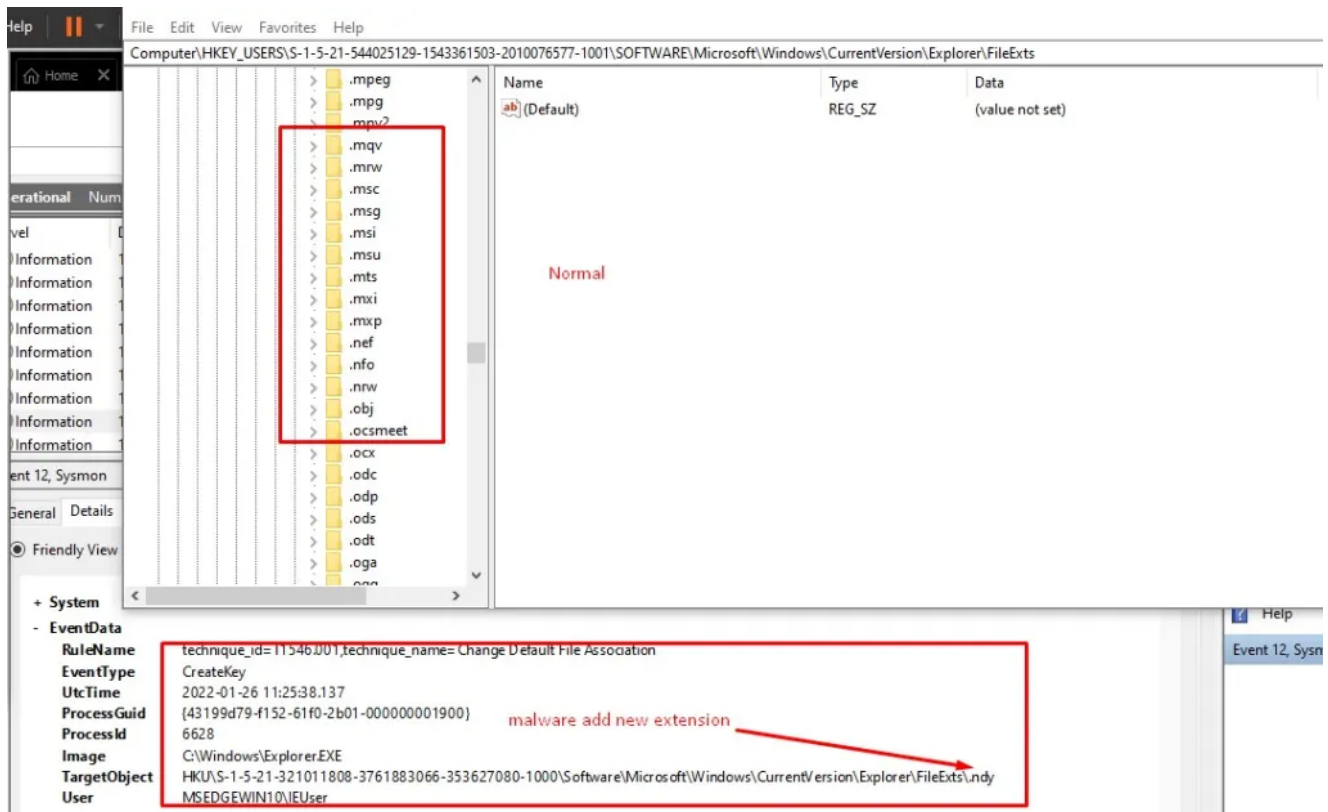 Help
File Edit View Favorites Help
Computer\HKEY_USERS\S-1-5-21-544025129-1543361503-2010076577-1001\SOFTWARE\Microsoft\Windows\CurrentVersion\Explorer\FileExts
Home
.mpeg
.mpg
.mpv2
.mqv
.mrw
.msc
.msg
.msi
.msu
.mts
.mxi
.mxp
.nef
.nfo
.nrw
.obj
.ocsmeet
.ocx
.odc
.odp
.ods
.odt
.oga
Name Type Data
ab (Default) REG_SZ (value not set)
Normal
erational Num
vel
Information
Information
Information
Information
Information
Information
Information
Information
Information
ent 12, Sysmon
General Details
Friendly View
+ System
- EventData
RuleName technique_id=T1546.001,technique_name=Change Default File Association
EventType CreateKey
UtcTime 2022-01-26 11:25:38.137
ProcessGuid {43199d79-f152-61f0-2b01-000000001900}
ProcessId 6628
Image C:\Windows\Explorer.EXE
TargetObject HKU\S-1-5-21-321011808-3761883066-353627080-1000\Software\Microsoft\Windows\CurrentVersion\Explorer\FileExts\.ndy
User MSEDGEWIN10\IEUser
malware add new extension
Help
Event 12, Sysm